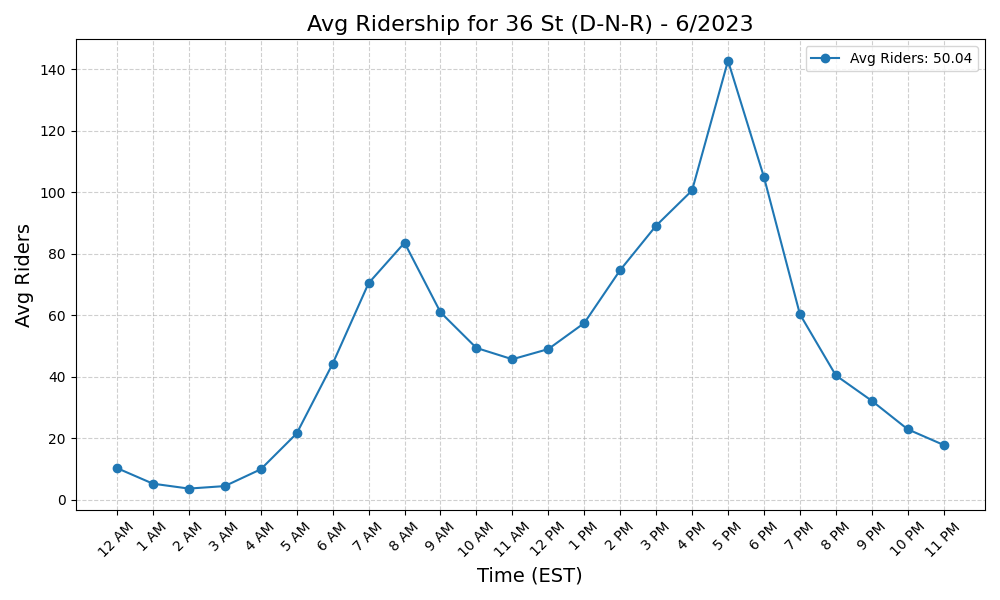 Avg Ridership for 36 St (D-N-R) - 6/2023
Avg Riders: 50.04
Avg Riders
140
120
100
80
60
40
20
0
12 AM
1 AM
2 AM
3 AM
4 AM
5 AM
6 AM
7 AM
8 AM
9 AM
10 AM
11 AM
12 PM
1 PM
2 PM
3 PM
4 PM
5 PM
6 PM
7 PM
8 PM
9 PM
10 PM
11 PM
Time (EST)